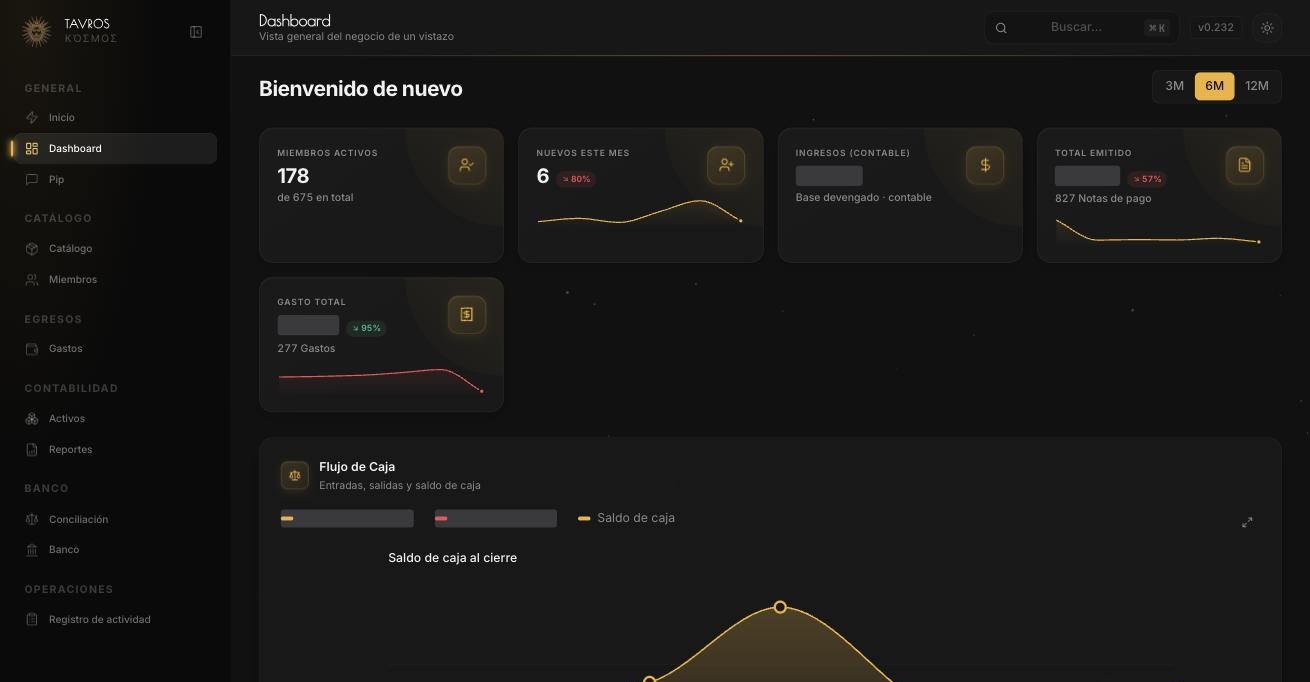 TAVROS
ΚΌΣΜΟΣ
GENERAL
Inicio
Dashboard
Pip
CATÁLOGO
Catálogo
Miembros
EGRESOS
Gastos
CONTABILIDAD
Activos
Reportes
BANCO
Conciliación
Banco
OPERACIONES
Registro de actividad
Dashboard
Vista general del negocio de un vistazo
Buscar... ⌘K v0.232
Bienvenido de nuevo
3M 6M 12M
MIEMBROS ACTIVOS
178
de 675 en total
NUEVOS ESTE MES
6 ↘ 80%
INGRESOS (CONTABLE)
Base devengado · contable
TOTAL EMITIDO
↘ 57%
827 Notas de pago
GASTO TOTAL
↘ 95%
277 Gastos
Flujo de Caja
Entradas, salidas y saldo de caja
Saldo de caja
Saldo de caja al cierre